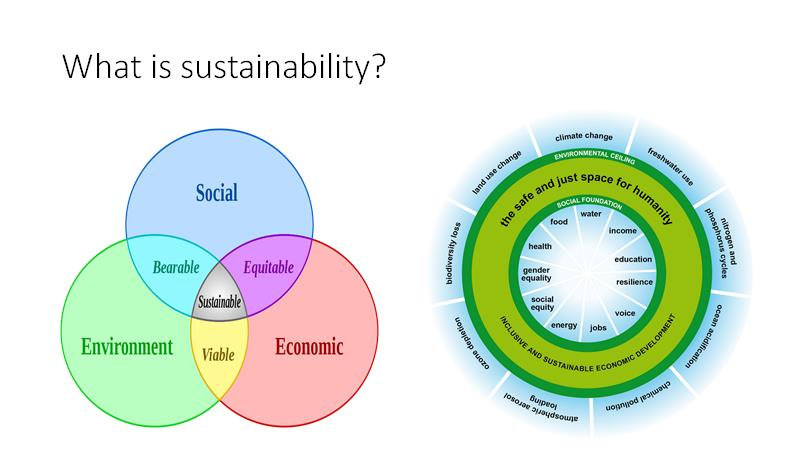 What is sustainability?
Social
Bearable
Equitable
Sustainable
Environment
Viable
Economic
climate change
freshwater use
nitrogen and
phosphorus cycles
ocean acidification
chemical pollution
atmospheric aerosol
loading
ozone depletion
biodiversity loss
land use change
ENVIRONMENTAL CEILING
the safe and just space for humanity
SOCIAL FOUNDATION
water
income
education
resilience
voice
jobs
energy
social
equity
gender
equality
health
food
INCLUSIVE AND SUSTAINABLE ECONOMIC DEVELOPMENT